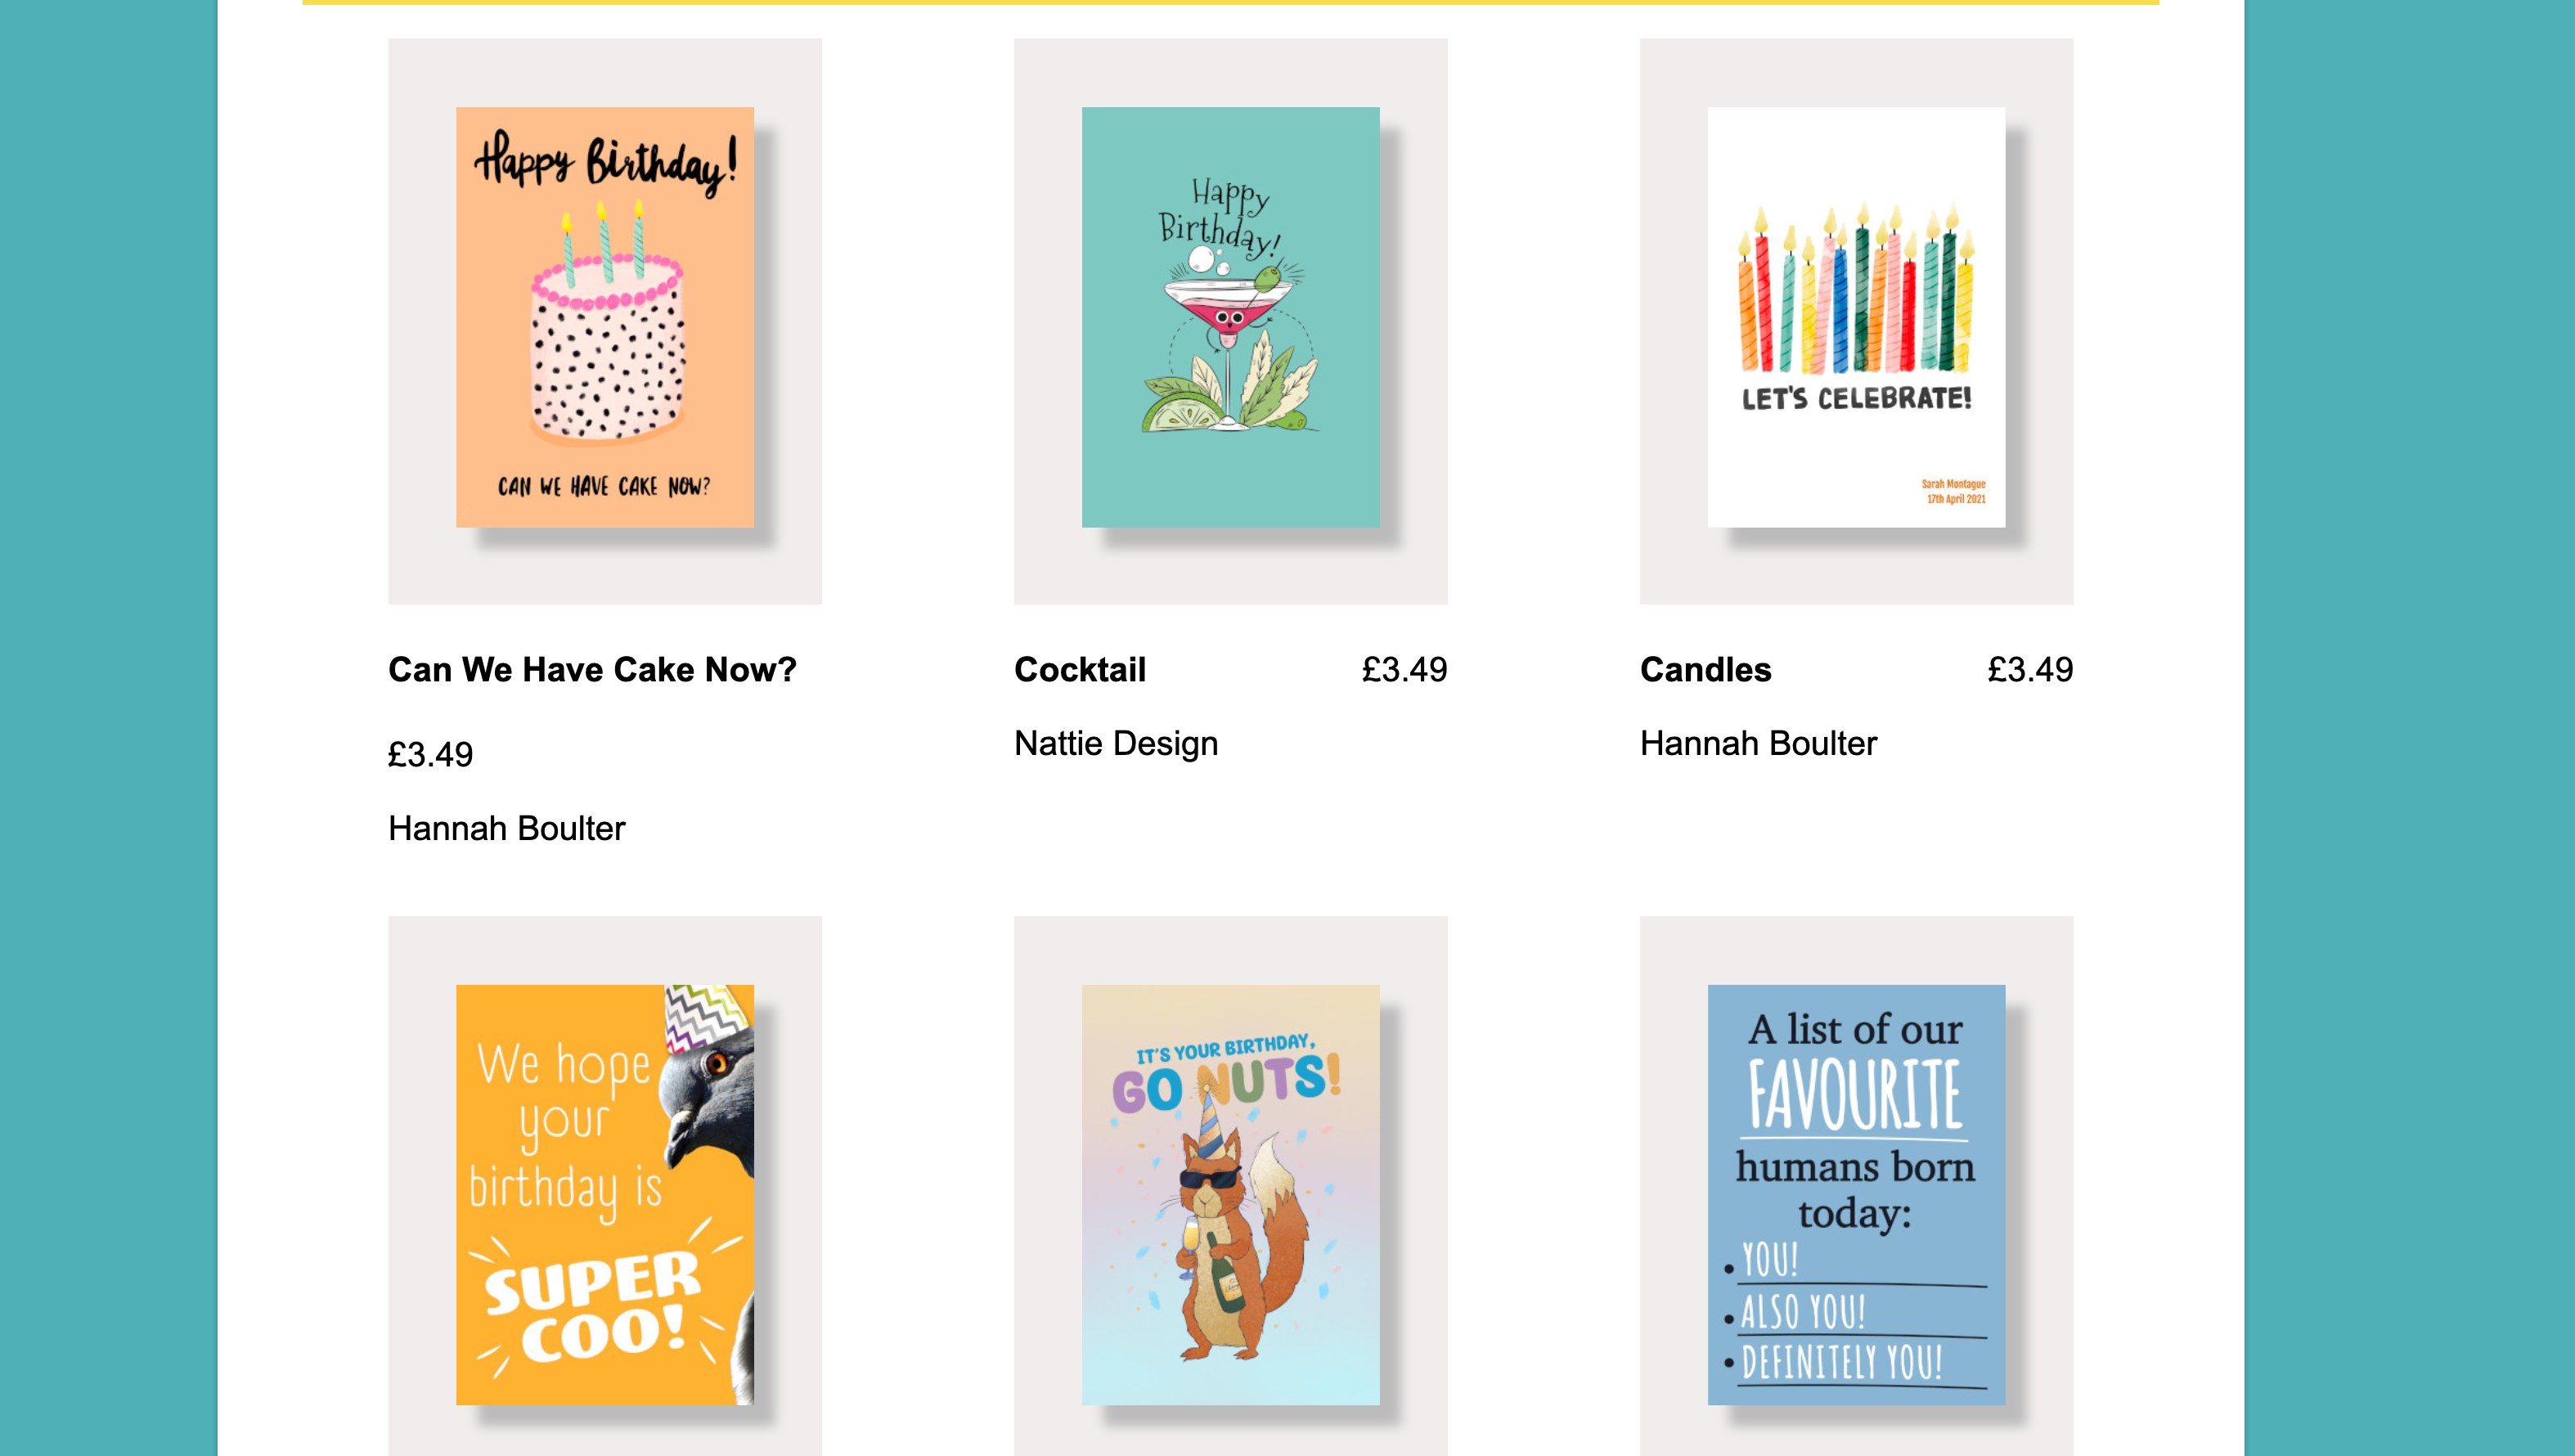 Happy Birthday!
CAN WE HAVE CAKE NOW?
Happy
Birthday!
LET'S CELEBRATE!
Sarah Montague
17th April 2021
Can We Have Cake Now?
£3.49
Hannah Boulter
Cocktail £3.49
Nattie Design
Candles £3.49
Hannah Boulter
We hope
your
birthday is
SUPER
COO!
IT'S YOUR BIRTHDAY,
GO NUTS!
A list of our
FAVOURITE
humans born
today:
• YOU!
• ALSO YOU!
• DEFINITELY YOU!